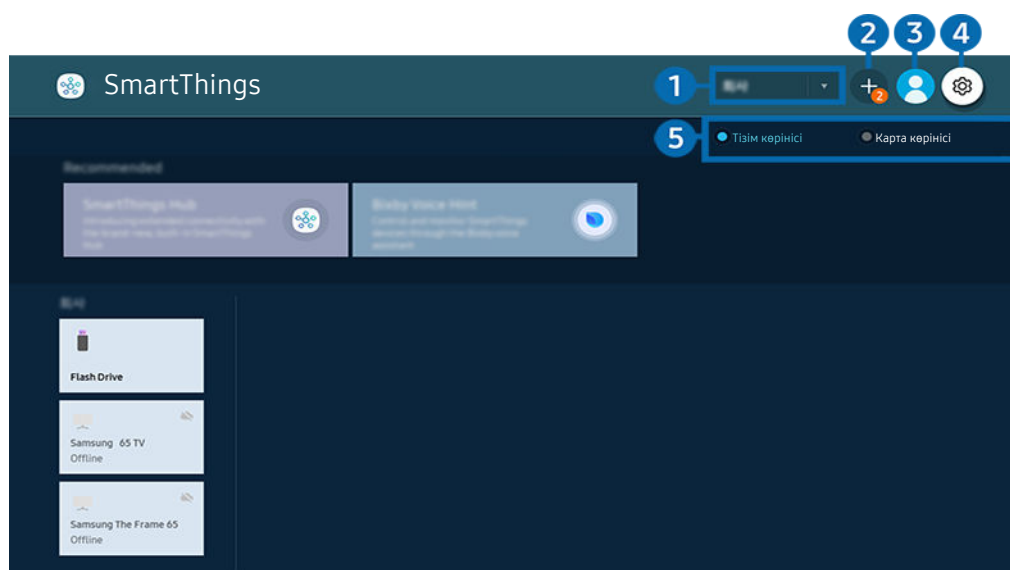 2 3 4
SmartThings
1
2
5
Тізім көрінісі
Карта көрінісі
Recommended
SmartThings Hub
Bixby Voice Hint
Flash Drive
Samsung 65 TV
Offline
Samsung The Frame 65
Offline